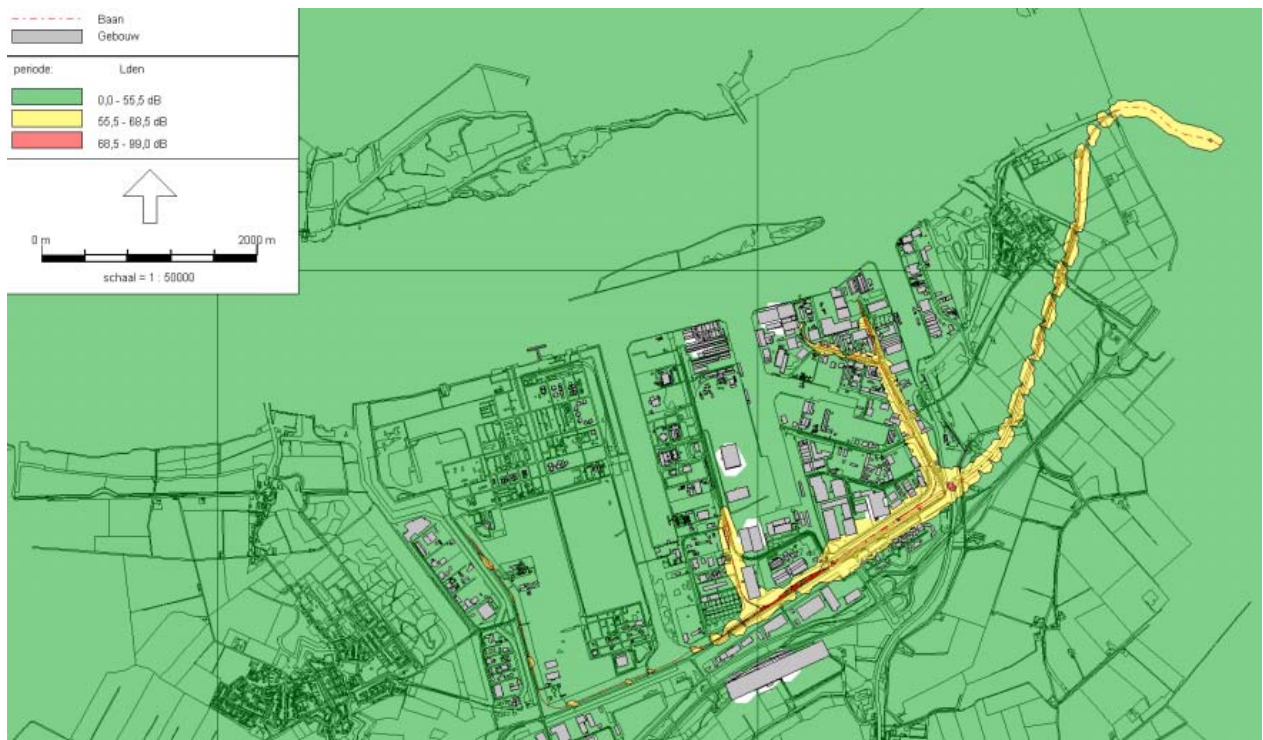 Baan
Gebouw
periode: Lden
0,0 - 55,5 dB
55,5 - 68,5 dB
68,5 - 99,0 dB
0 m 2000 m
schaal = 1 : 50000